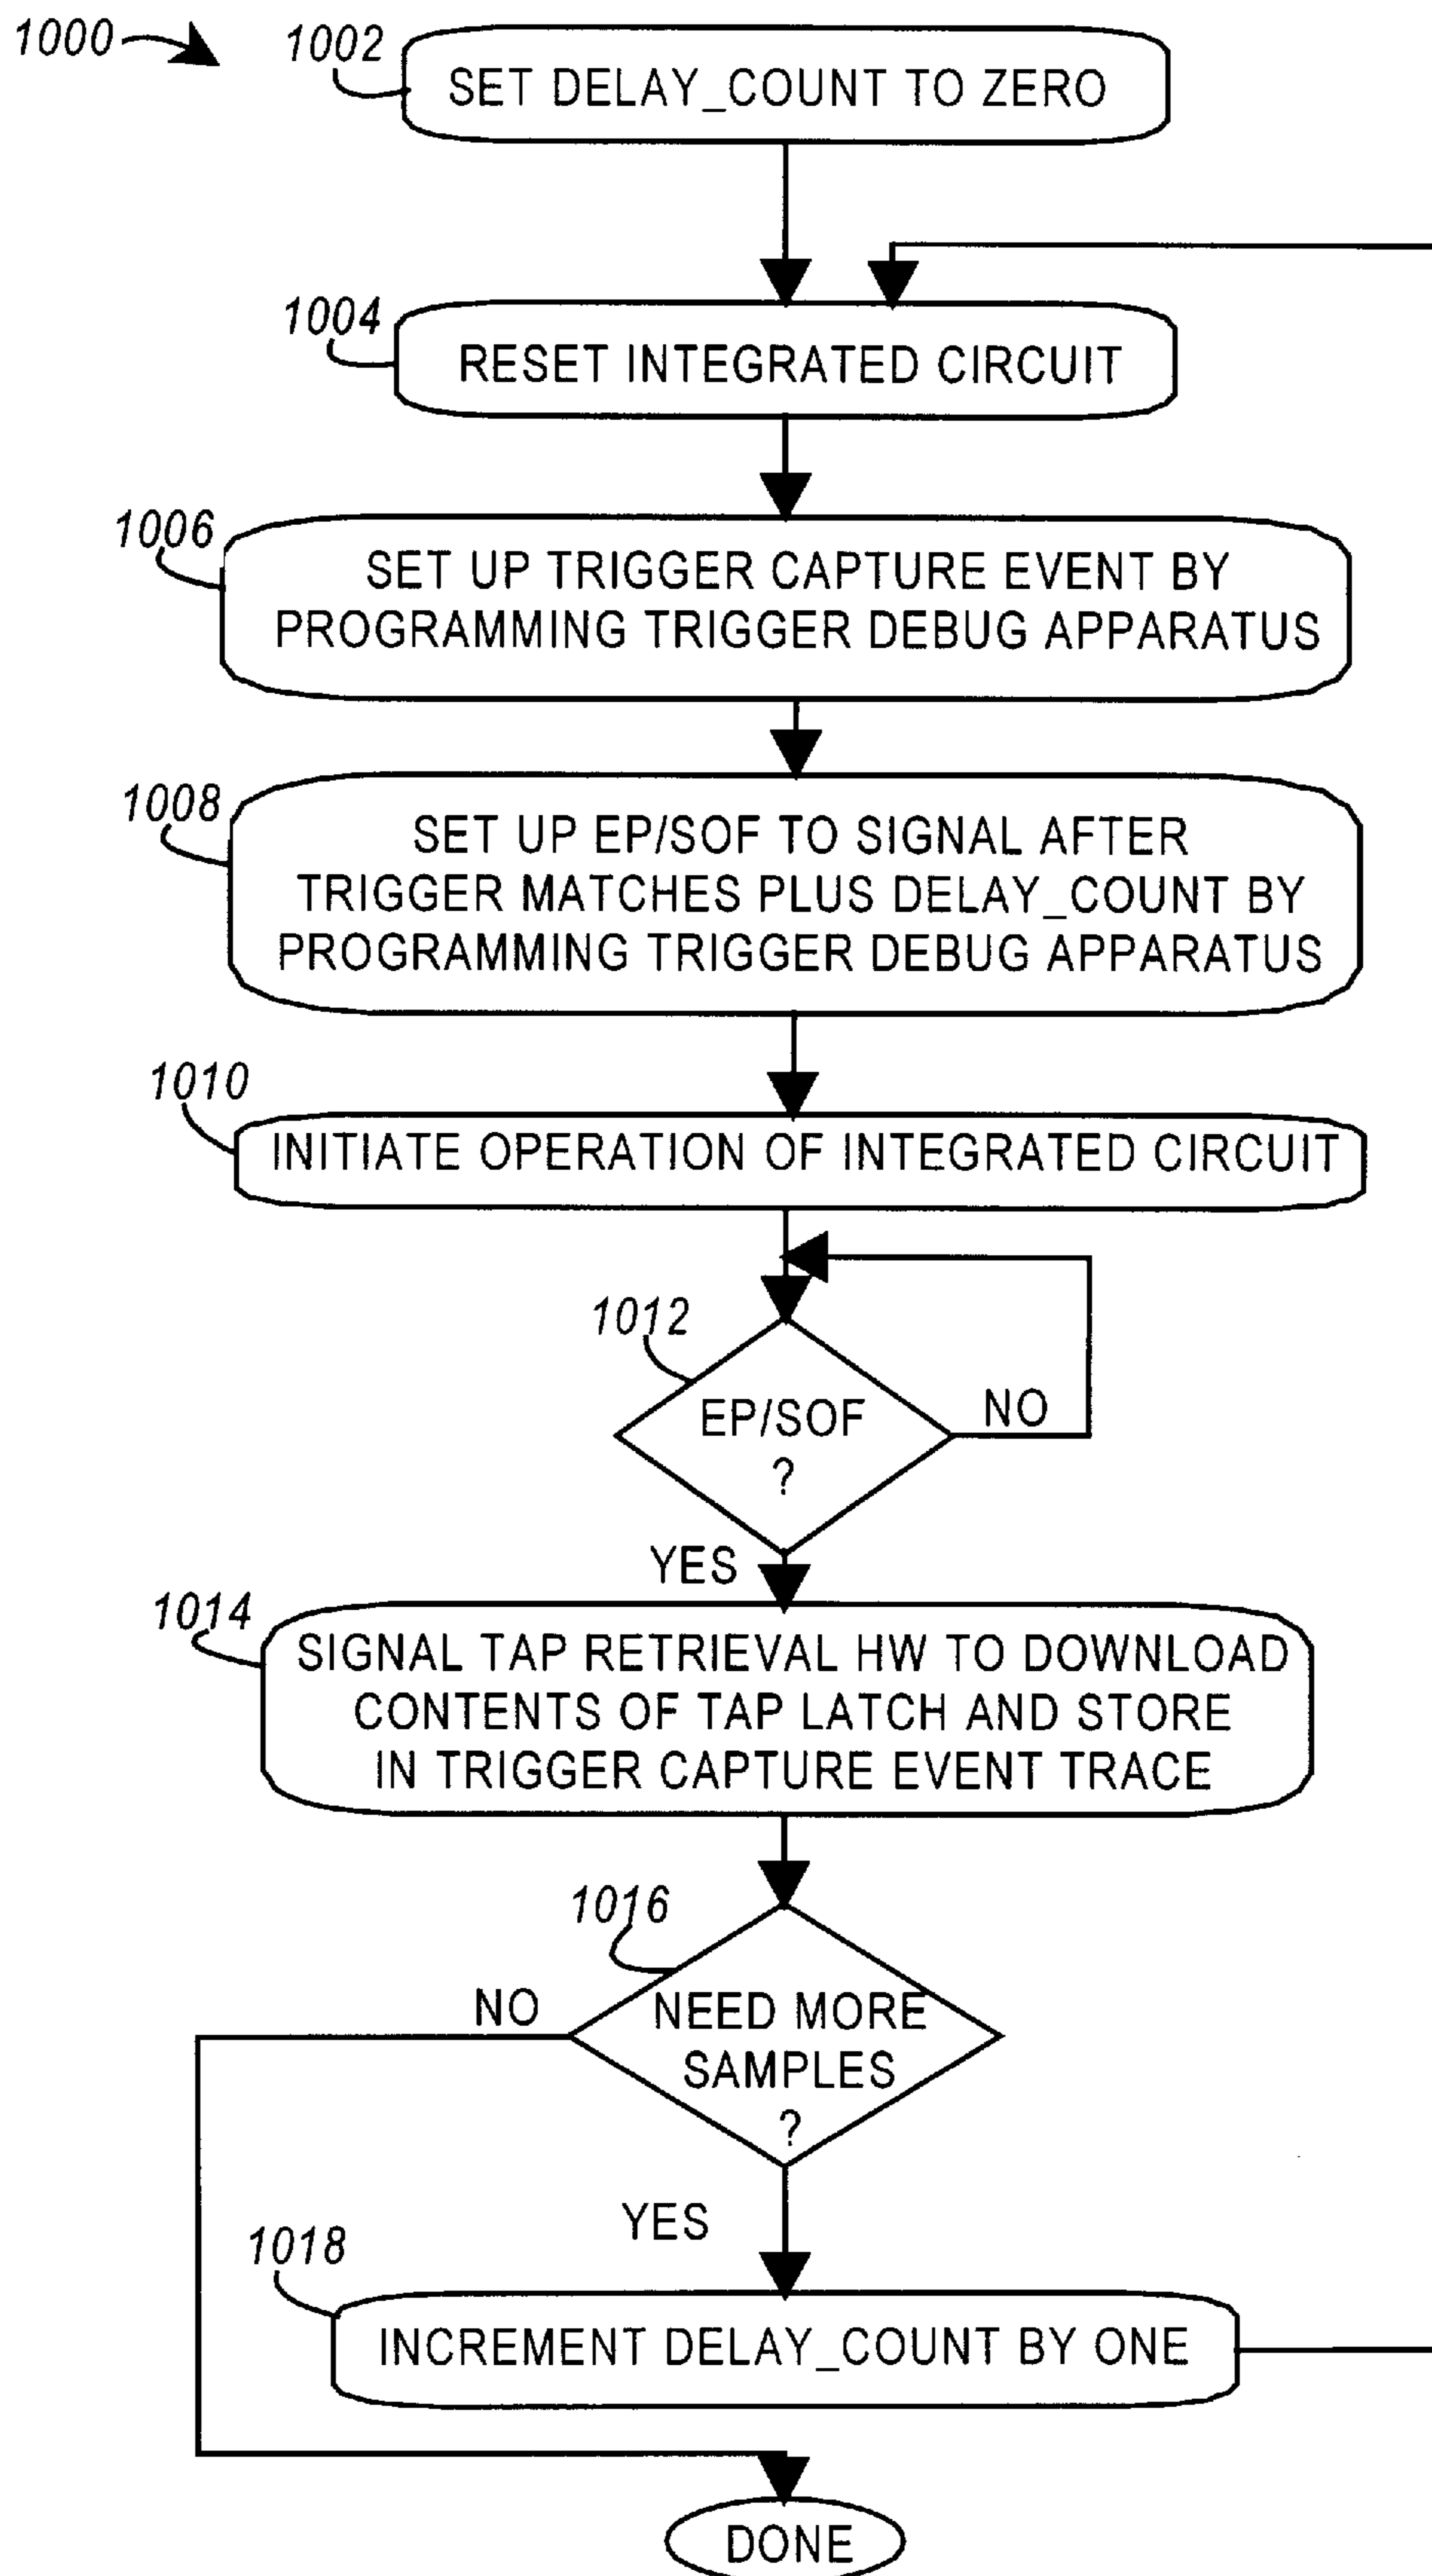 1000
1002
SET DELAY_COUNT TO ZERO
1004
RESET INTEGRATED CIRCUIT
1006
SET UP TRIGGER CAPTURE EVENT BY
PROGRAMMING TRIGGER DEBUG APPARATUS
1008
SET UP EP/SOF TO SIGNAL AFTER
TRIGGER MATCHES PLUS DELAY_COUNT BY
PROGRAMMING TRIGGER DEBUG APPARATUS
1010
INITIATE OPERATION OF INTEGRATED CIRCUIT
1012
EP/SOF
?
NO
YES
1014
SIGNAL TAP RETRIEVAL HW TO DOWNLOAD
CONTENTS OF TAP LATCH AND STORE
IN TRIGGER CAPTURE EVENT TRACE
1016
NO
NEED MORE
SAMPLES
?
YES
1018
INCREMENT DELAY_COUNT BY ONE
DONE